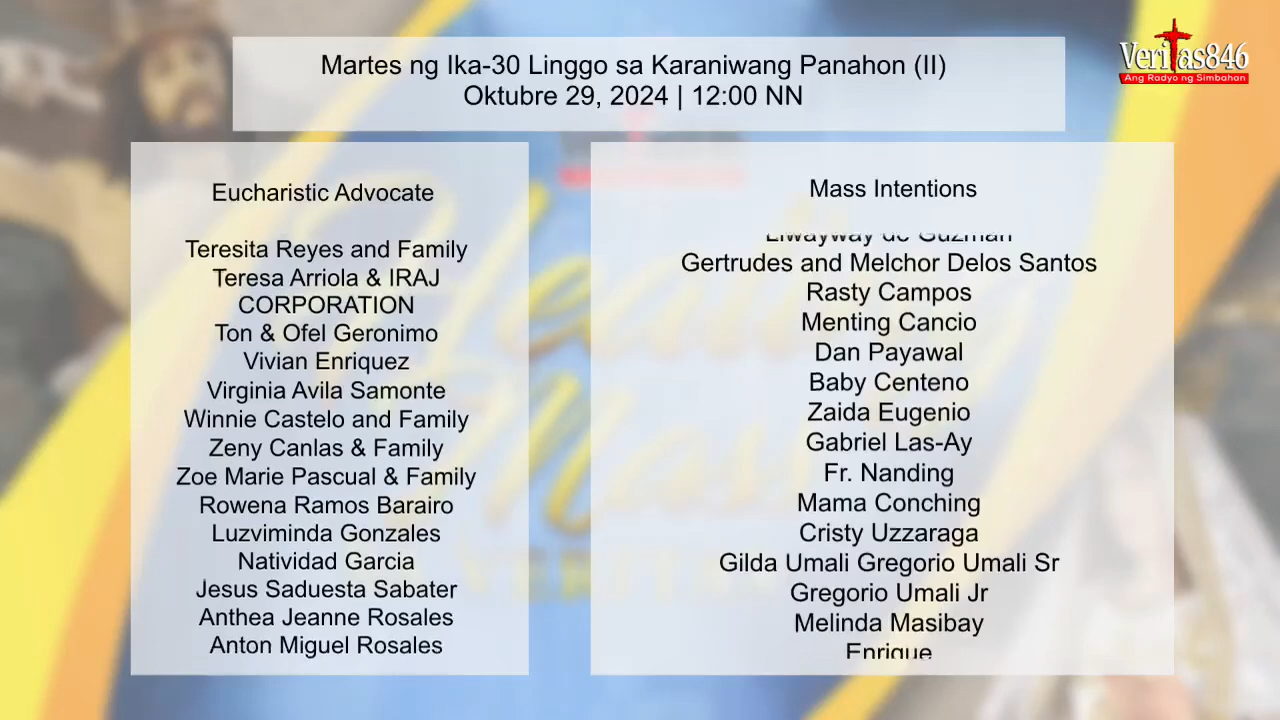 Martes ng Ika-30 Linggo sa Karaniwang Panahon (II)
Oktubre 29, 2024 | 12:00 NN
Veritas846
Ang Radyo ng Simbahan
Eucharistic Advocate
Teresita Reyes and Family
Teresa Arriola & IRAJ
CORPORATION
Ton & Ofel Geronimo
Vivian Enriquez
Virginia Avila Samonte
Winnie Castelo and Family
Zeny Canlas & Family
Zoe Marie Pascual & Family
Rowena Ramos Barairo
Luzviminda Gonzales
Natividad Garcia
Jesus Saduesta Sabater
Anthea Jeanne Rosales
Anton Miguel Rosales
Mass Intentions
Liwayway de Guzman
Gertrudes and Melchor Delos Santos
Rasty Campos
Menting Cancio
Dan Payawal
Baby Centeno
Zaida Eugenio
Gabriel Las-Ay
Fr. Nanding
Mama Conching
Cristy Uzzaraga
Gilda Umali Gregorio Umali Sr
Gregorio Umali Jr
Melinda Masibay
Enrique